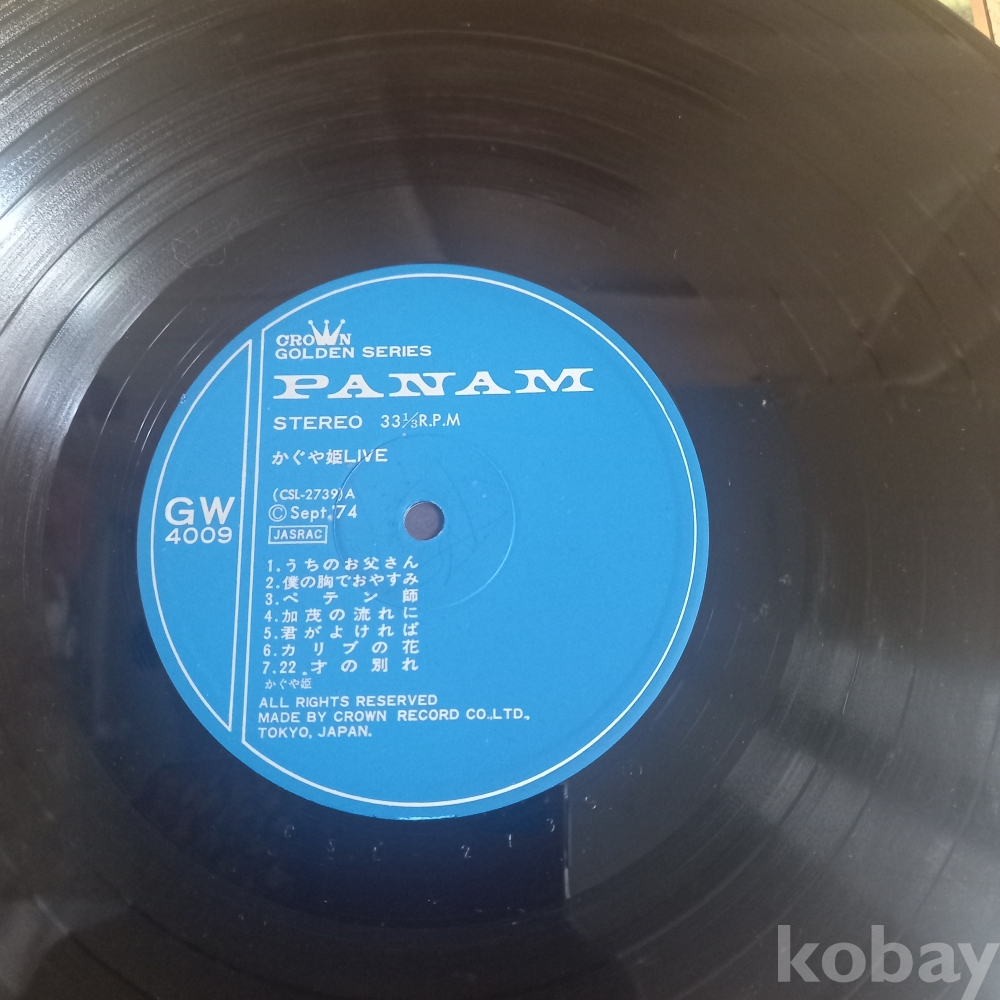 CROWN
GOLDEN SERIES
PANAM
STEREO 33⅓R.P.M
かぐや姫LIVE
GW
4009
(CSL-2739)A
Ⓒ Sept.'74
JASRAC
1.うちのお父さん
2.僕の胸でおやすみ
3.ペテン師
4.加茂の流れに
5.君がよければ
6.カリブの花
7.22才の別れ
かぐや姫
ALL RIGHTS RESERVED
MADE BY CROWN RECORD CO.,LTD.,
TOKYO, JAPAN.
2 1 3
kobay